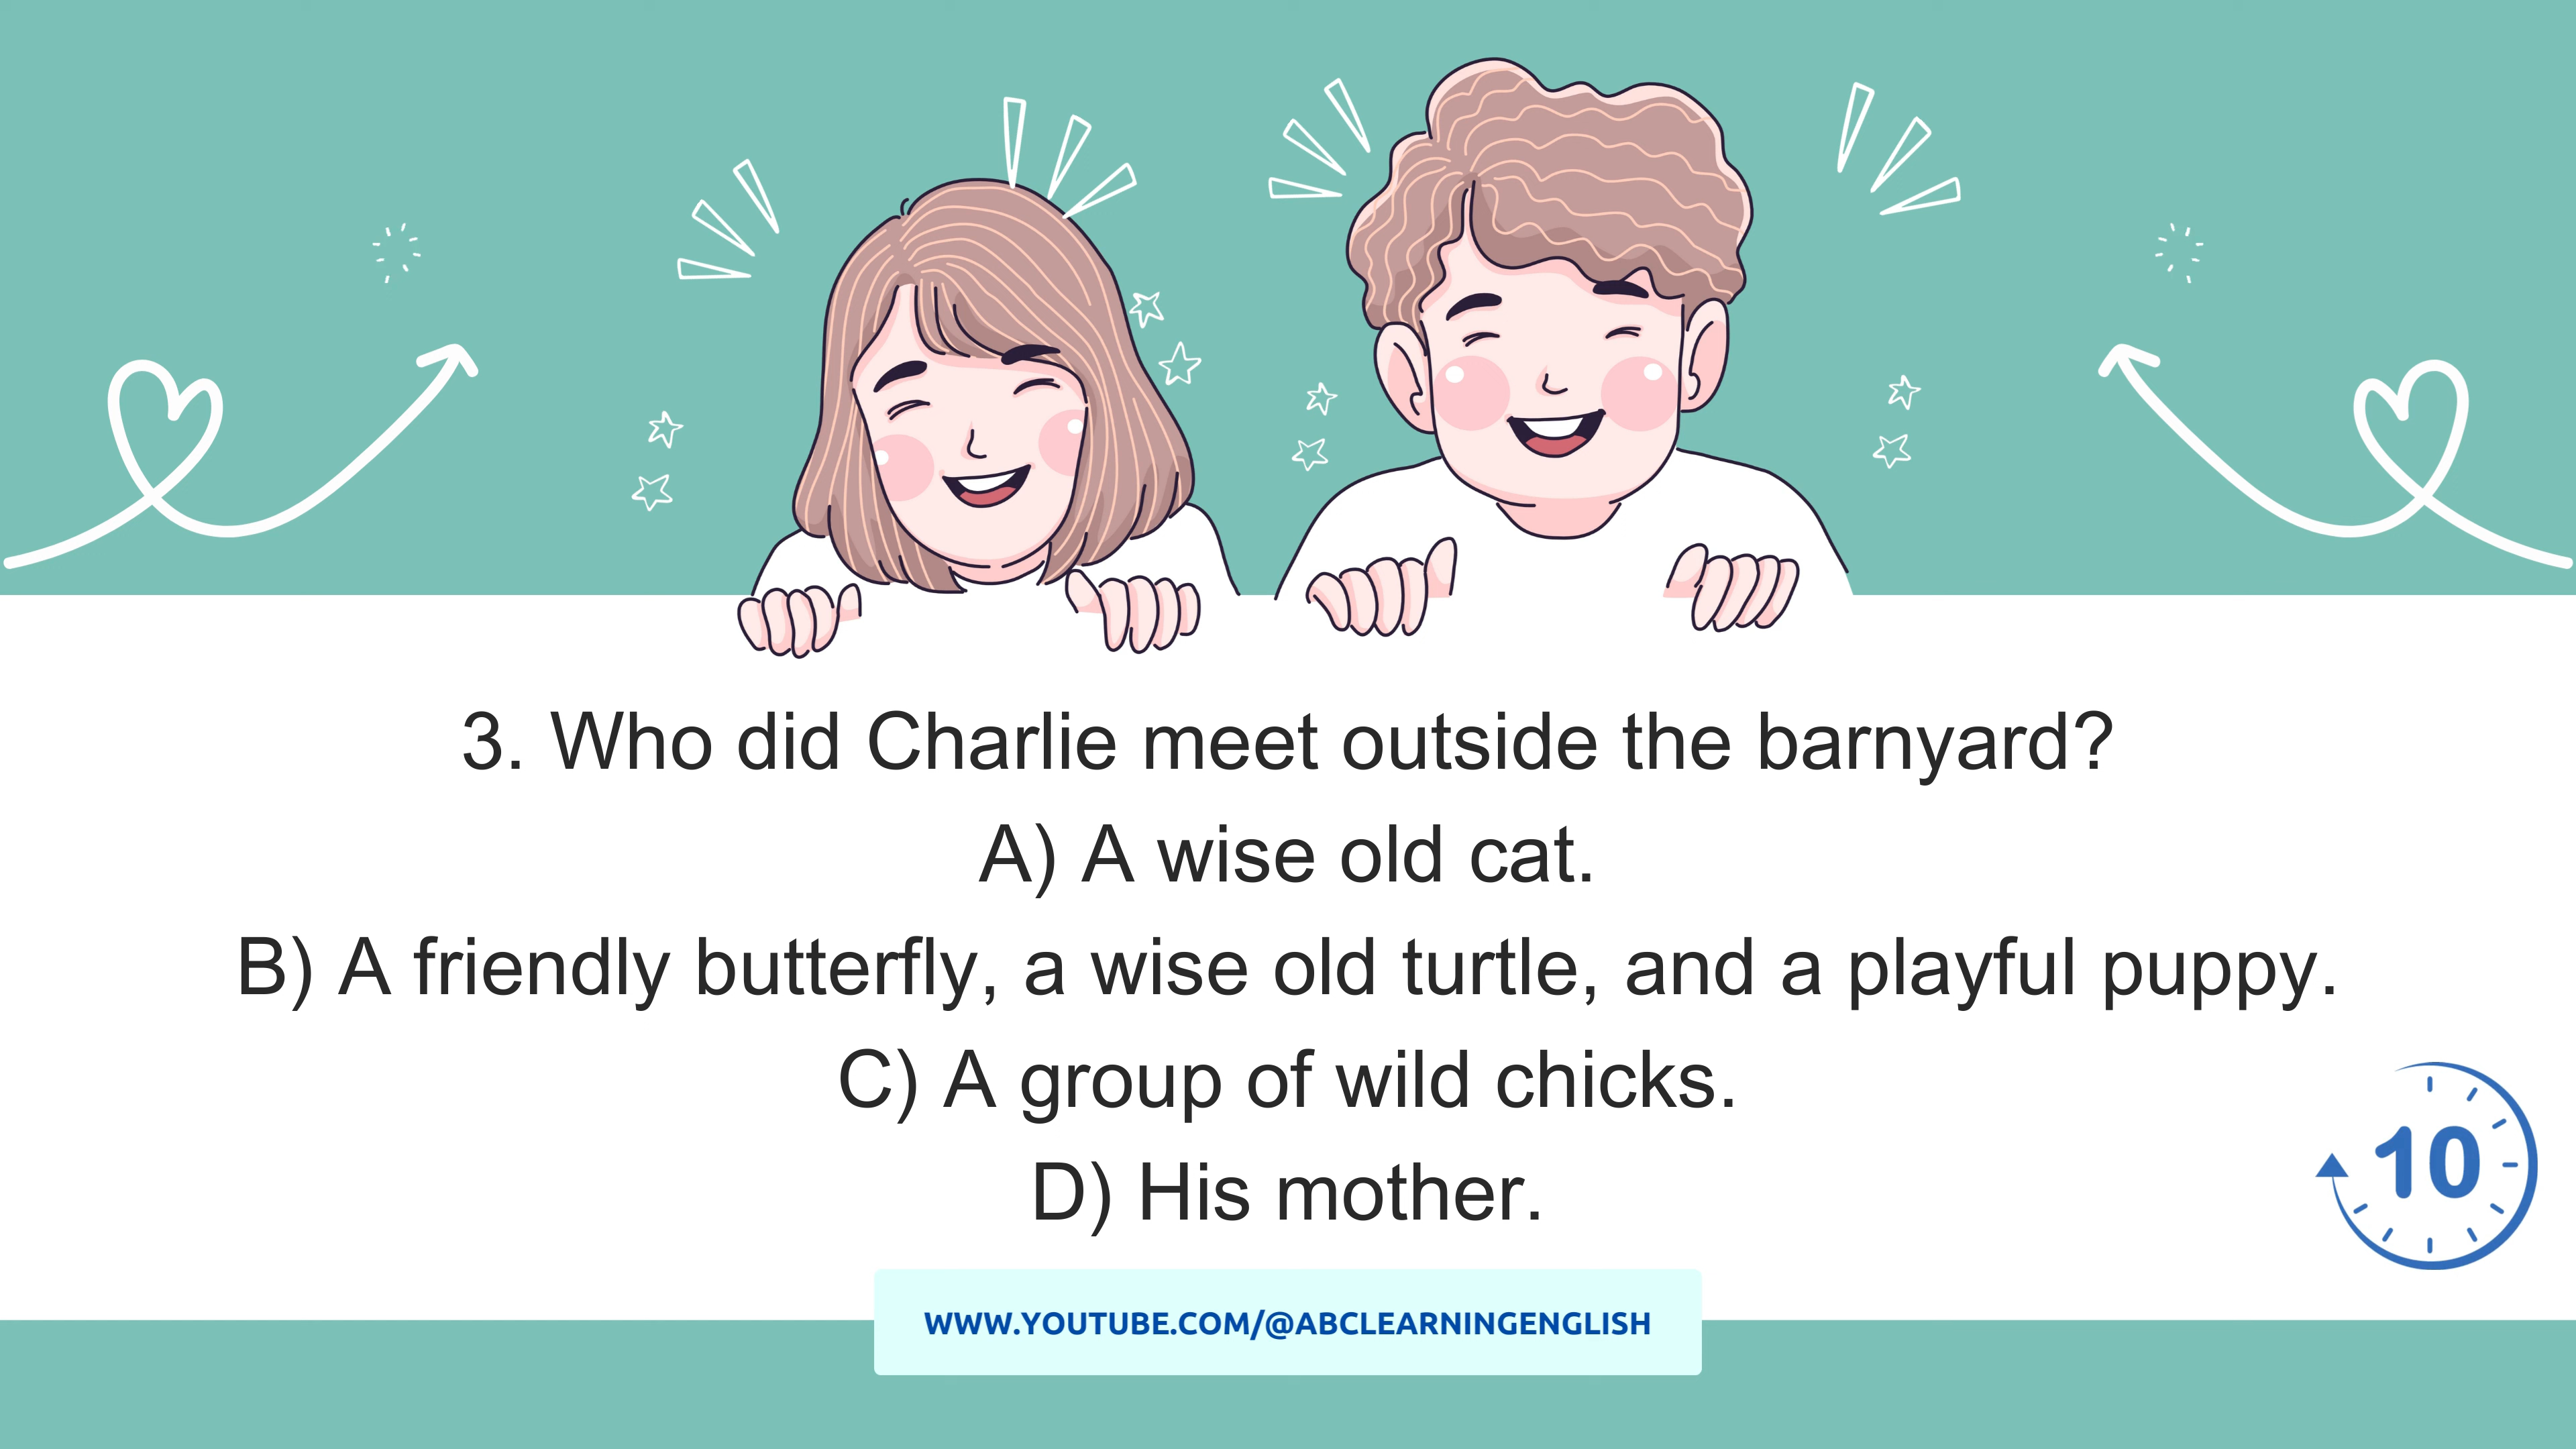 3. Who did Charlie meet outside the barnyard?
A) A wise old cat.
B) A friendly butterfly, a wise old turtle, and a playful puppy.
C) A group of wild chicks.
D) His mother.
10
WWW.YOUTUBE.COM/@ABCLEARNINGENGLISH